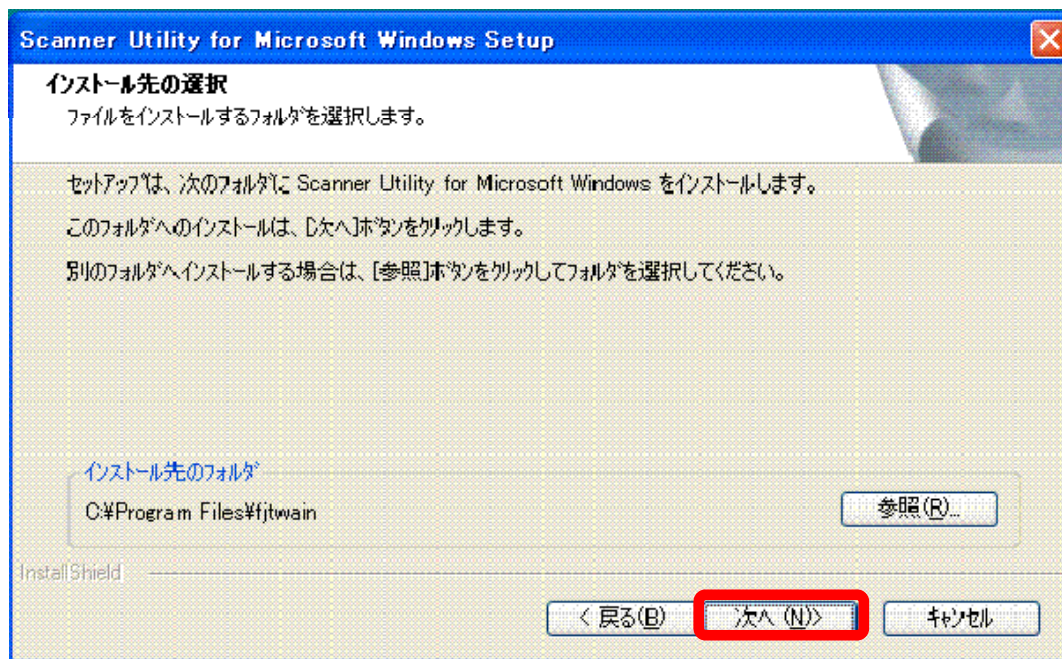 Scanner Utility for Microsoft Windows Setup
インストール先の選択
ファイルをインストールするフォルダを選択します。
セットアップは、次のフォルダに Scanner Utility for Microsoft Windows をインストールします。
このフォルダへのインストールは、[次へ]ボタンをクリックします。
別のフォルダへインストールする場合は、[参照]ボタンをクリックしてフォルダを選択してください。
インストール先のフォルダ
C:¥Program Files¥fjtwain
参照(R)...
InstallShield
< 戻る(B)
次へ (N)>
キャンセル